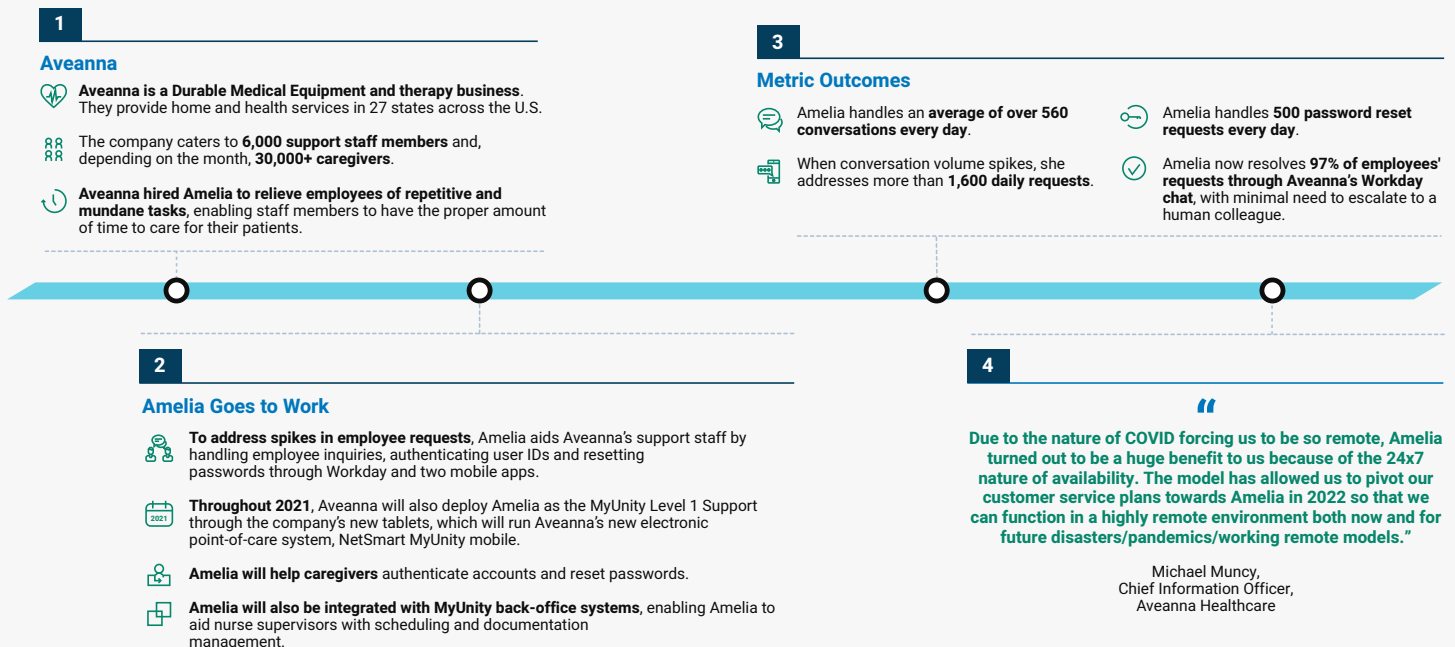 1
Aveanna
Aveanna is a Durable Medical Equipment and therapy business.
They provide home and health services in 27 states across the U.S.
The company caters to 6,000 support staff members and,
depending on the month, 30,000+ caregivers.
Aveanna hired Amelia to relieve employees of repetitive and
mundane tasks, enabling staff members to have the proper amount
of time to care for their patients.
2
Amelia Goes to Work
To address spikes in employee requests, Amelia aids Aveanna's support staff by
handling employee inquiries, authenticating user IDs and resetting
passwords through Workday and two mobile apps.
2021
Throughout 2021, Aveanna will also deploy Amelia as the MyUnity Level 1 Support
through the company's new tablets, which will run Aveanna's new electronic
point-of-care system, NetSmart MyUnity mobile.
Amelia will help caregivers authenticate accounts and reset passwords.
Amelia will also be integrated with MyUnity back-office systems, enabling Amelia to
aid nurse supervisors with scheduling and documentation
management.
3
Metric Outcomes
Amelia handles an average of over 560
conversations every day.
When conversation volume spikes, she
addresses more than 1,600 daily requests.
Amelia handles 500 password reset
requests every day.
Amelia now resolves 97% of employees'
requests through Aveanna's Workday
chat, with minimal need to escalate to a
human colleague.
4
“
Due to the nature of COVID forcing us to be so remote, Amelia
turned out to be a huge benefit to us because of the 24x7
nature of availability. The model has allowed us to pivot our
customer service plans towards Amelia in 2022 so that we
can function in a highly remote environment both now and for
future disasters/pandemics/working remote models.”
Michael Muncy,
Chief Information Officer,
Aveanna Healthcare